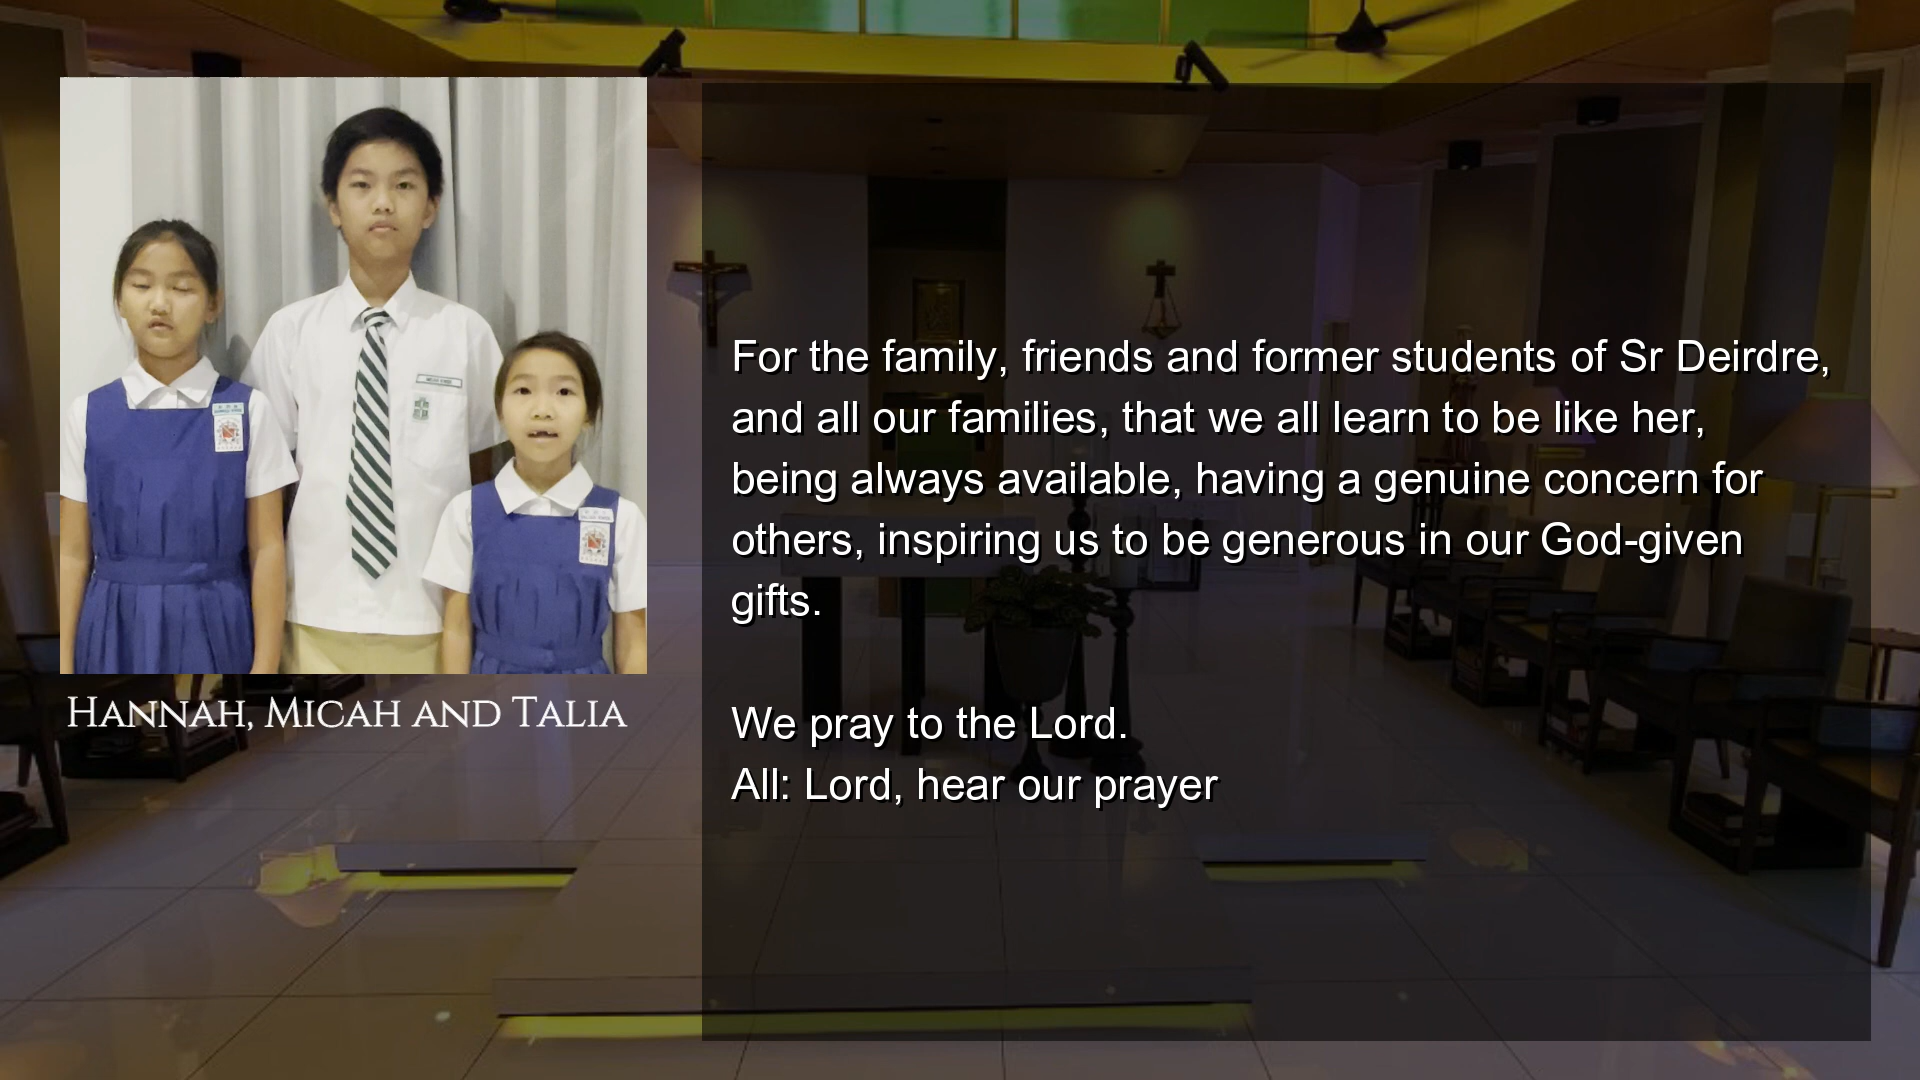 For the family, friends and former students of Sr Deirdre,
and all our families, that we all learn to be like her,
being always available, having a genuine concern for
others, inspiring us to be generous in our God-given
gifts.
We pray to the Lord.
All: Lord, hear our prayer
Hannah, Micah and Talia